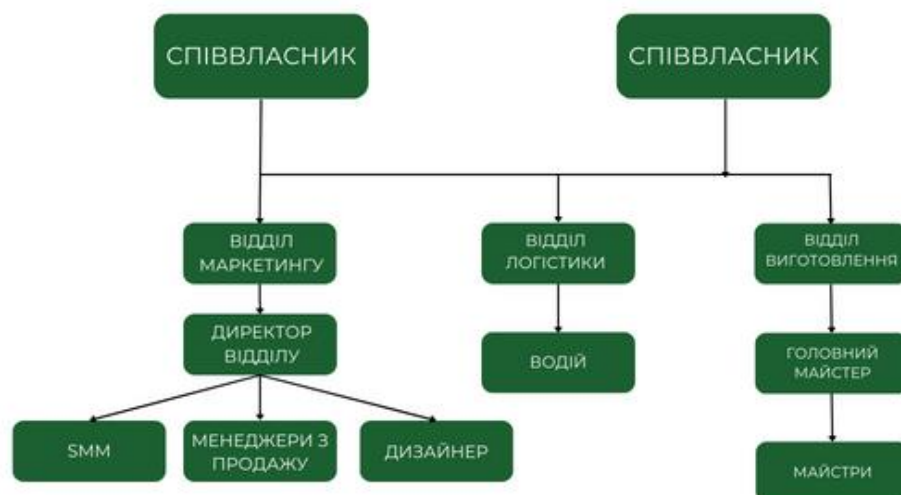 СПІВВЛАСНИК
СПІВВЛАСНИК
ВІДДІЛ
МАРКЕТИНГУ
ВІДДІЛ
ЛОГІСТИКИ
ВІДДІЛ
ВИГОТОВЛЕННЯ
ДИРЕКТОР
ВІДДІЛУ
ВОДІЙ
ГОЛОВНИЙ
МАЙСТЕР
SMM
МЕНЕДЖЕРИ З
ПРОДАЖУ
ДИЗАЙНЕР
МАЙСТРИ